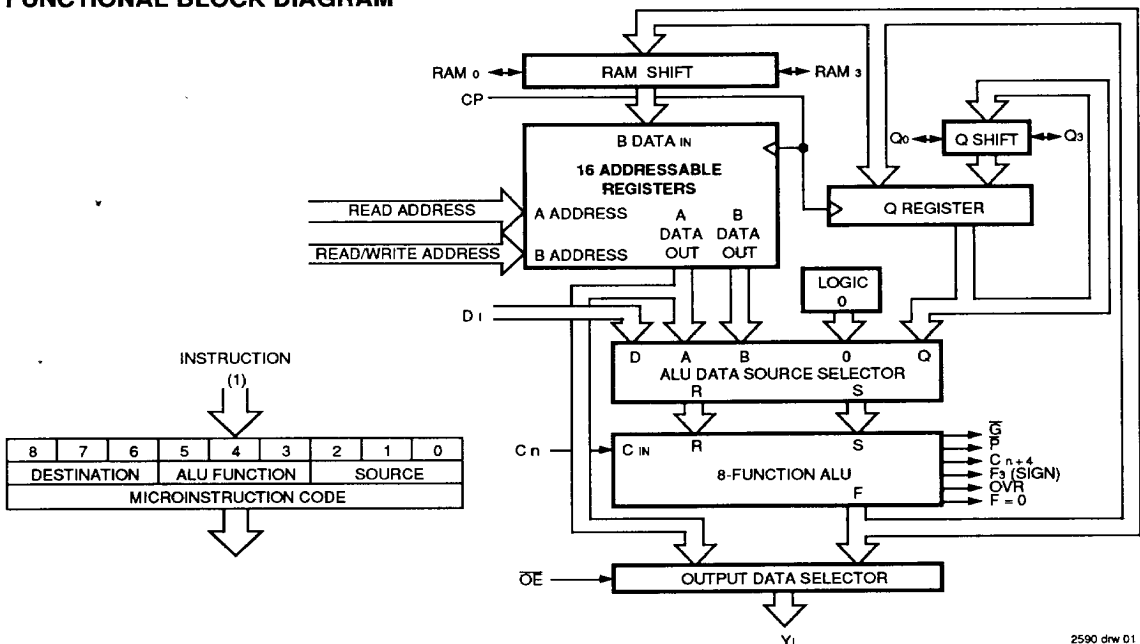 FUNCTIONAL BLOCK DIAGRAM
RAM 0
RAM SHIFT
RAM 3
CP
Q0
Q SHIFT
Q3
B DATA IN
16 ADDRESSABLE
REGISTERS
READ ADDRESS
A ADDRESS
READ/WRITE ADDRESS
B ADDRESS
A
DATA
OUT
B
DATA
OUT
Q REGISTER
LOGIC
0
D I
D A B 0 Q
ALU DATA SOURCE SELECTOR
R S
INSTRUCTION
(1)
8 7 6 5 4 3 2 1 0
DESTINATION ALU FUNCTION SOURCE
MICROINSTRUCTION CODE
C n
C IN
R S
8-FUNCTION ALU
F
G̅
P̅
C n+4
F3 (SIGN)
OVR
F = 0
O̅E̅
OUTPUT DATA SELECTOR
YI
2590 drw 01